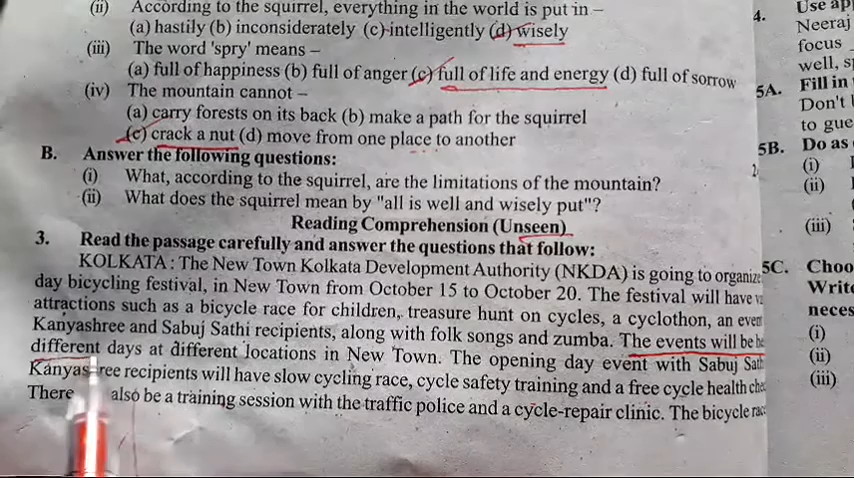 (ii) According to the squirrel, everything in the world is put in –
(a) hastily (b) inconsiderately (c) intelligently (d) wisely
(iii) The word 'spry' means –
(a) full of happiness (b) full of anger (c) full of life and energy (d) full of sorrow
(iv) The mountain cannot –
(a) carry forests on its back (b) make a path for the squirrel
(c) crack a nut (d) move from one place to another
B. Answer the following questions:
(i) What, according to the squirrel, are the limitations of the mountain?
(ii) What does the squirrel mean by "all is well and wisely put"?
Reading Comprehension (Unseen)
3. Read the passage carefully and answer the questions that follow:
KOLKATA : The New Town Kolkata Development Authority (NKDA) is going to organize
day bicycling festival, in New Town from October 15 to October 20. The festival will have
attractions such as a bicycle race for children, treasure hunt on cycles, a cyclothon, an
Kanyashree and Sabuj Sathi recipients, along with folk songs and zumba. The events will be
different days at different locations in New Town. The opening day event with Sabuj
recipients will have slow cycling race, cycle safety training and a free cycle health
There also be a training session with the traffic police and a cycle-repair clinic. The bicycle
4. Use
Neeraj
focus
well,
5A. Fill in
Don't
to
5B. Do as
(i)
(ii)
(iii)
5C.
neces
(i)
(ii)
(iii)